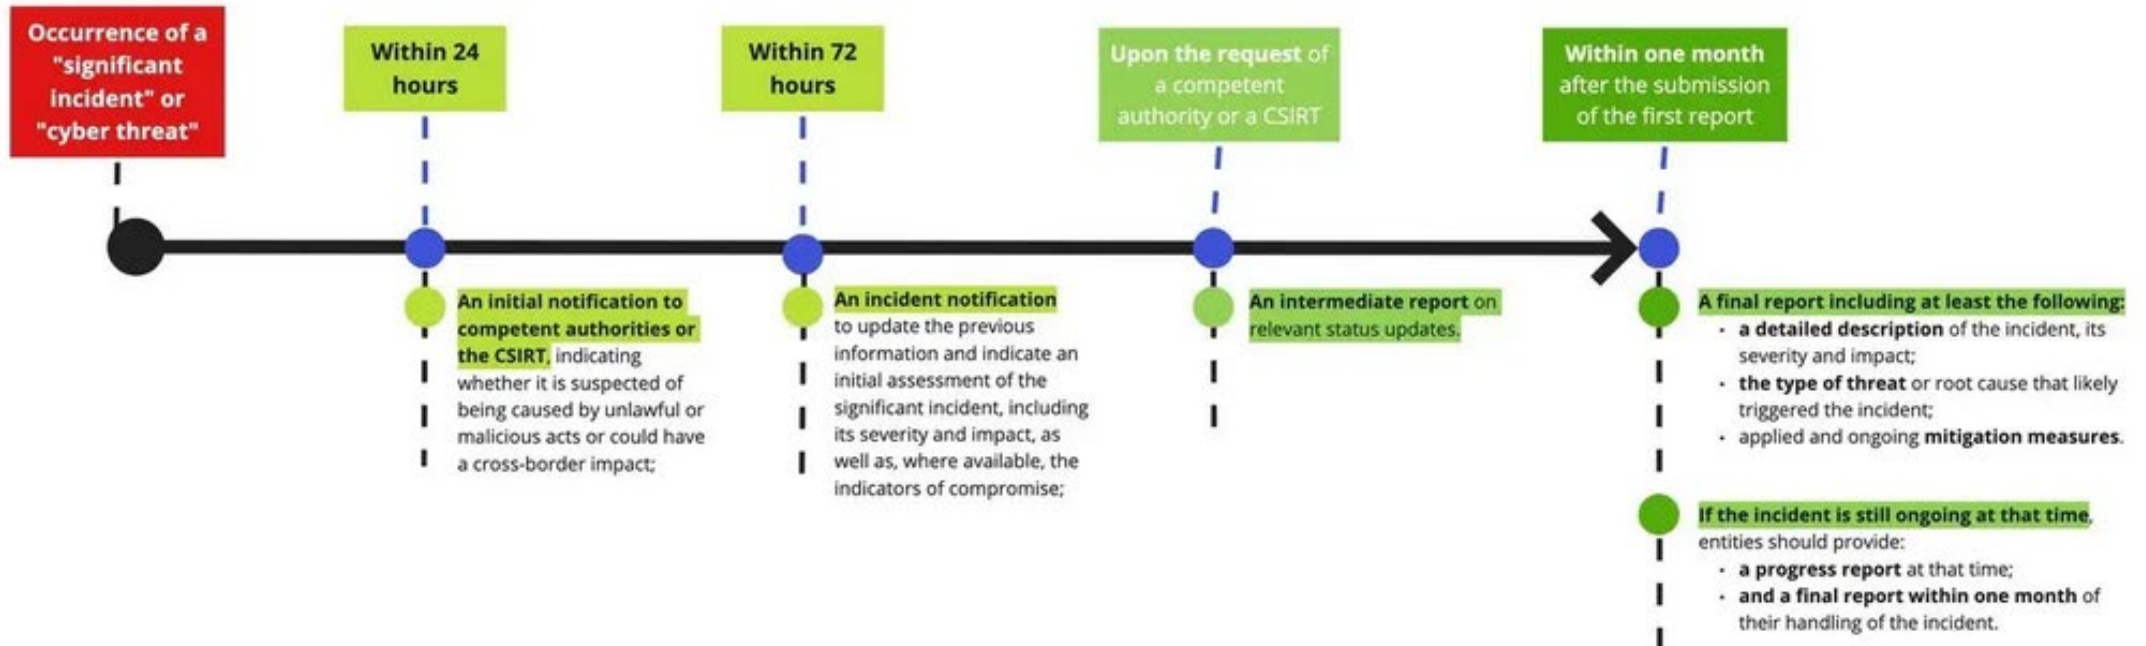 Occurrence of a
"significant
incident" or
"cyber threat"
Within 24
hours
Within 72
hours
Upon the request of
a competent
authority or a CSIRT
Within one month
after the submission
of the first report
An initial notification to
competent authorities or
the CSIRT, indicating
whether it is suspected of
being caused by unlawful or
malicious acts or could have
a cross-border impact;
An incident notification
to update the previous
information and indicate an
initial assessment of the
significant incident, including
its severity and impact, as
well as, where available, the
indicators of compromise;
An intermediate report on
relevant status updates.
A final report including at least the following:
· a detailed description of the incident, its
severity and impact;
· the type of threat or root cause that likely
triggered the incident;
· applied and ongoing mitigation measures.
If the incident is still ongoing at that time,
entities should provide:
· a progress report at that time;
· and a final report within one month of
their handling of the incident.